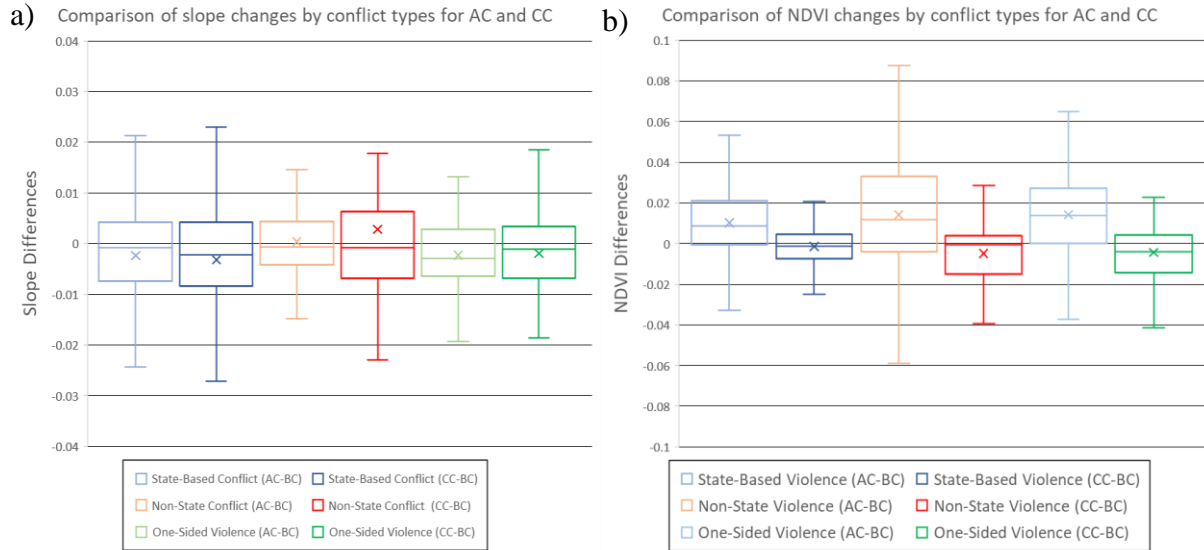 a)
Comparison of slope changes by conflict types for AC and CC
0.04
0.03
0.02
0.01
0
-0.01
-0.02
-0.03
-0.04
Slope Differences
State-Based Conflict (AC-BC)
State-Based Conflict (CC-BC)
Non-State Conflict (AC-BC)
Non-State Conflict (CC-BC)
One-Sided Violence (AC-BC)
One-Sided Violence (CC-BC)
b)
Comparison of NDVI changes by conflict types for AC and CC
0.1
0.08
0.06
0.04
0.02
0
-0.02
-0.04
-0.06
-0.08
-0.1
NDVI Differences
State-Based Violence (AC-BC)
State-Based Violence (CC-BC)
Non-State Violence (AC-BC)
Non-State Violence (CC-BC)
One-Sided Violence (AC-BC)
One-Sided Violence (CC-BC)